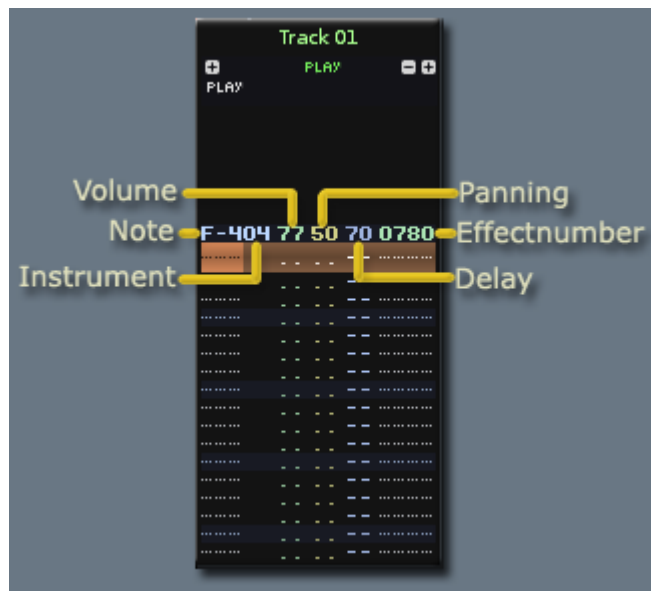 Track 01
PLAY
PLAY
Volume
Panning
Note
F-404 77 50 70 0780
Effectnumber
Instrument
Delay